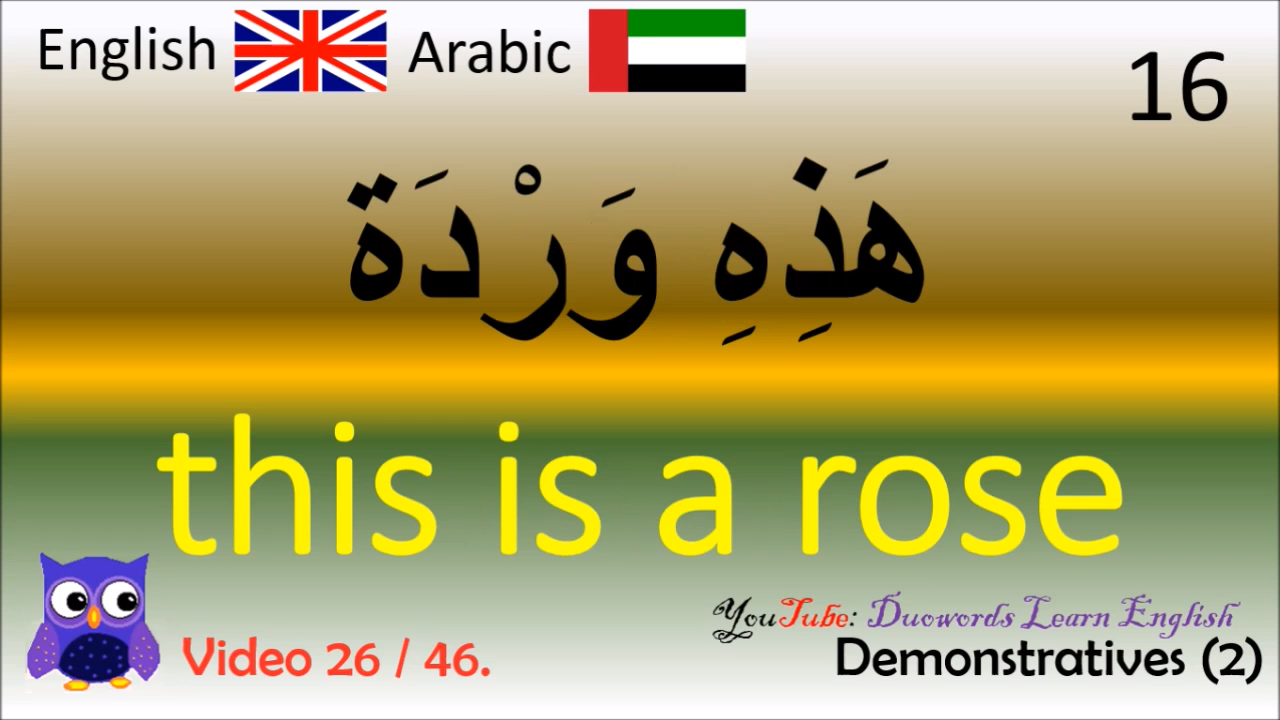 English Arabic
16
هَذِهِ وَرْدَة
this is a rose
YouTube: Duowords Learn English
Video 26 / 46.
Demonstratives (2)